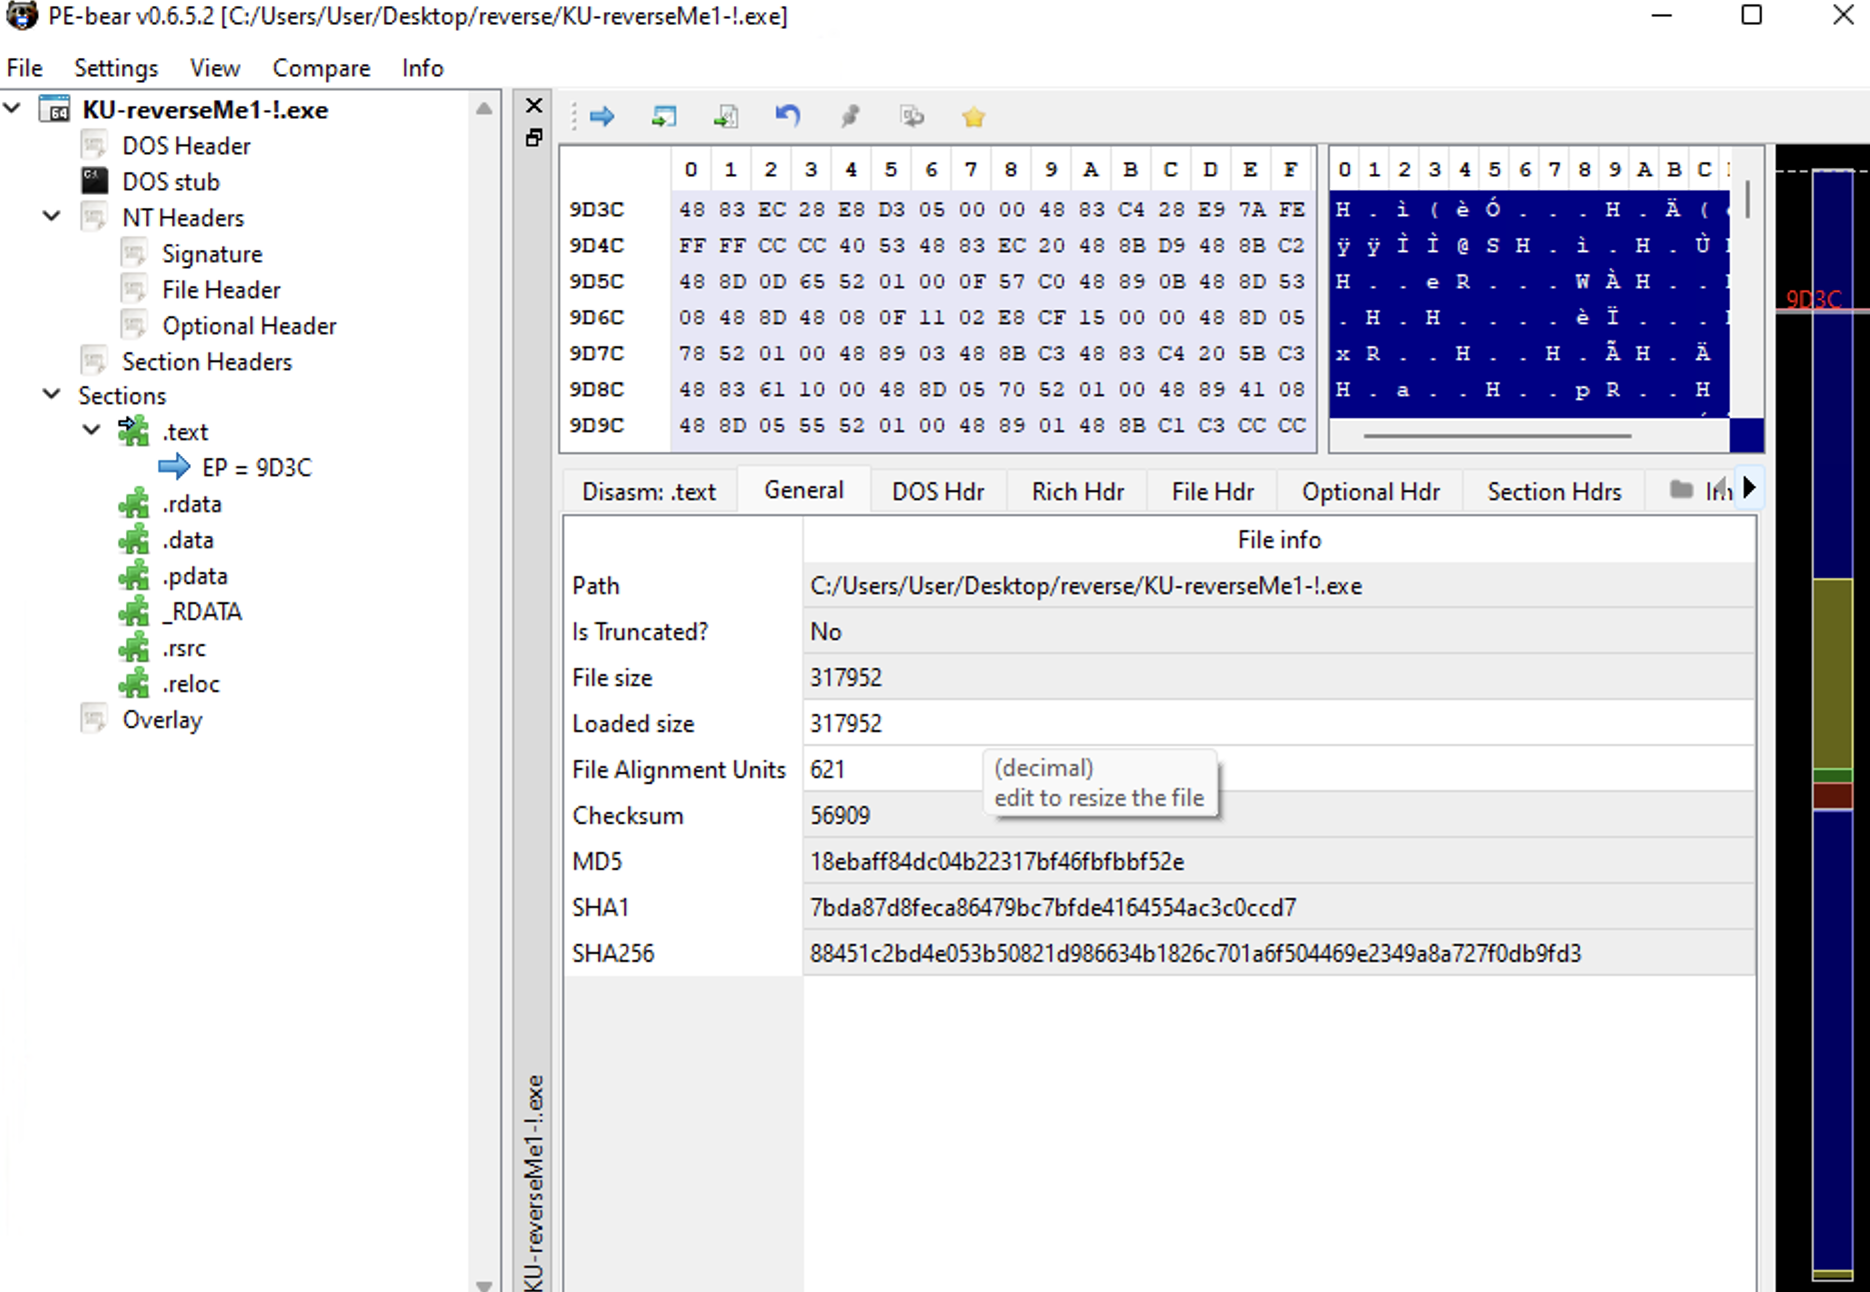 PE-bear v0.6.5.2 [C:/Users/User/Desktop/reverse/KU-reverseMe1-!.exe]
File Settings View Compare Info
KU-reverseMe1-!.exe
DOS Header
DOS stub
NT Headers
Signature
File Header
Optional Header
Section Headers
Sections
.text
EP = 9D3C
.rdata
.data
.pdata
_RDATA
.rsrc
.reloc
Overlay
KU-reverseMe1-!.exe
0 1 2 3 4 5 6 7 8 9 A B C D E F
9D3C 48 83 EC 28 E8 D3 05 00 00 48 83 C4 28 E9 7A FE
9D4C FF FF CC CC 40 53 48 83 EC 20 48 8B D9 48 8B C2
9D5C 48 8D 0D 65 52 01 00 0F 57 C0 48 89 0B 48 8D 53
9D6C 08 48 8D 48 08 0F 11 02 E8 CF 15 00 00 48 8D 05
9D7C 78 52 01 00 48 89 03 48 8B C3 48 83 C4 20 5B C3
9D8C 48 83 61 10 00 48 8D 05 70 52 01 00 48 89 41 08
9D9C 48 8D 05 55 52 01 00 48 89 01 48 8B C1 C3 CC CC
0 1 2 3 4 5 6 7 8 9 A B C
H . ì ( è Ó . . . H . Ä (
ÿ ÿ Ì Ì @ S H . ì . H . Ù
H . . e R . . . W À H . .
. H . H . . . . è Ï . . .
x R . . H . . H . Ã H . Ä
H . a . . H . . p R . . H
9D3C
Disasm: .text General DOS Hdr Rich Hdr File Hdr Optional Hdr Section Hdrs
File info
Path C:/Users/User/Desktop/reverse/KU-reverseMe1-!.exe
Is Truncated? No
File size 317952
Loaded size 317952
File Alignment Units 621
(decimal)
edit to resize the file
Checksum 56909
MD5 18ebaff84dc04b22317bf46fbfbbf52e
SHA1 7bda87d8feca86479bc7bfde4164554ac3c0ccd7
SHA256 88451c2bd4e053b50821d986634b1826c701a6f504469e2349a8a727f0db9fd3